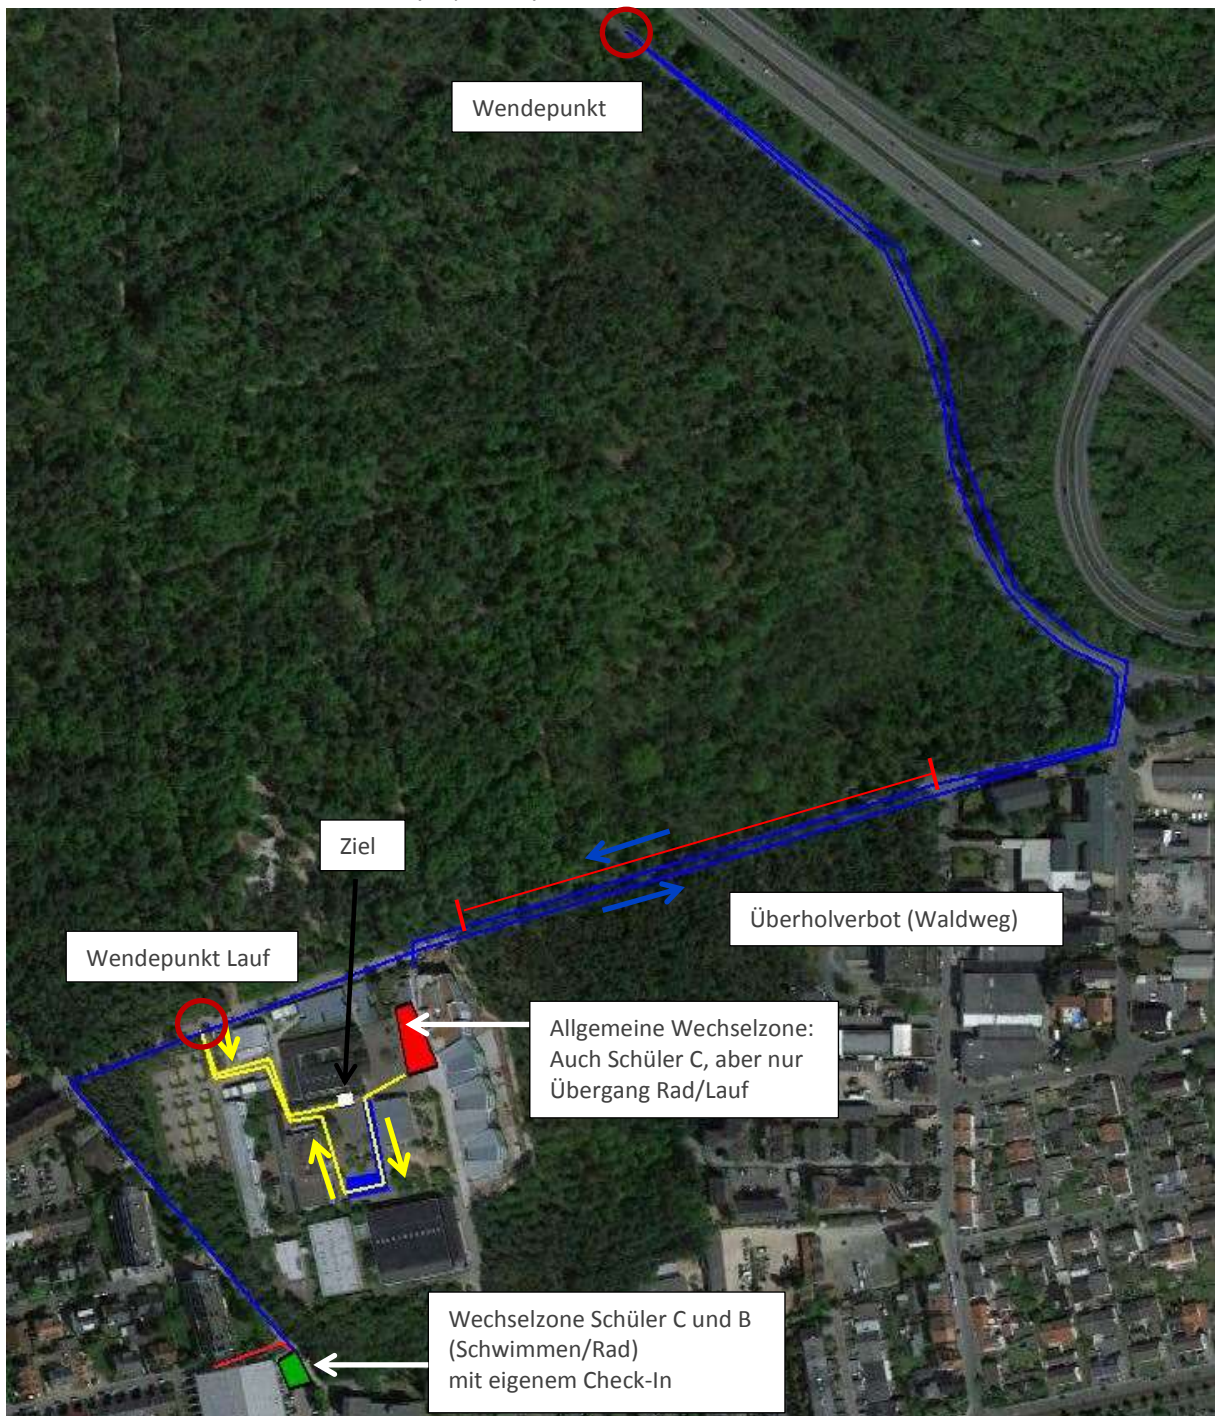 Wendepunkt
Ziel
Überholverbot (Waldweg)
Wendepunkt Lauf
Allgemeine Wechselzone:
Auch Schüler C, aber nur
Übergang Rad/Lauf
Wechselzone Schüler C und B
(Schwimmen/Rad)
mit eigenem Check-In